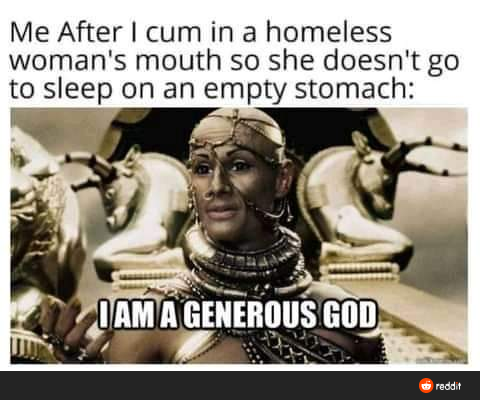 Me After I cum in a homeless
woman's mouth so she doesn't go
to sleep on an empty stomach:
I AM A GENEROUS GOD
reddit